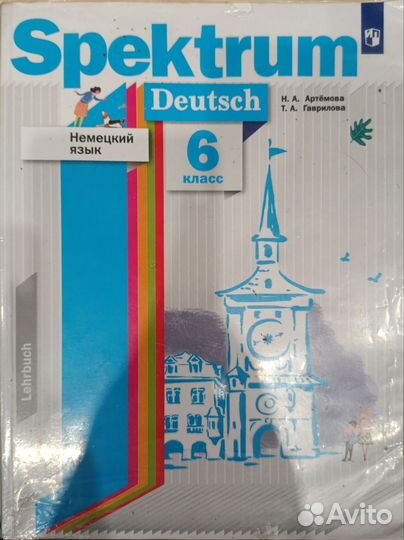 Spektrum
Deutsch
Н. А. Артёмова
Т. А. Гаврилова
Немецкий
язык
6
класс
Lehrbuch
Avito